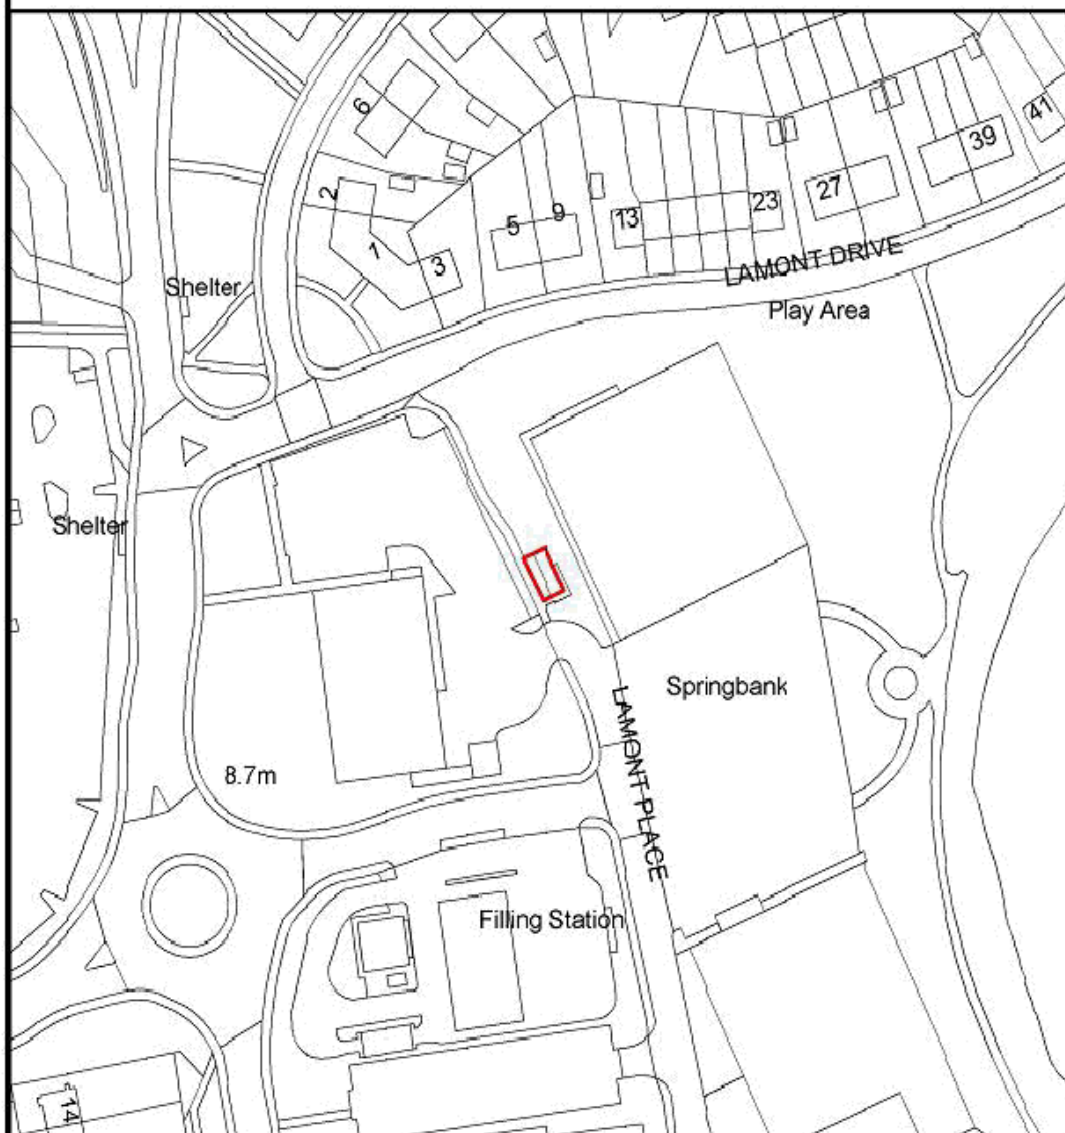 6
41
39
2
27
23
9
13
5
1
3
LAMONT DRIVE
Shelter
Play Area
Shelter
Springbank
LAMONT PLACE
8.7m
Filling Station
14